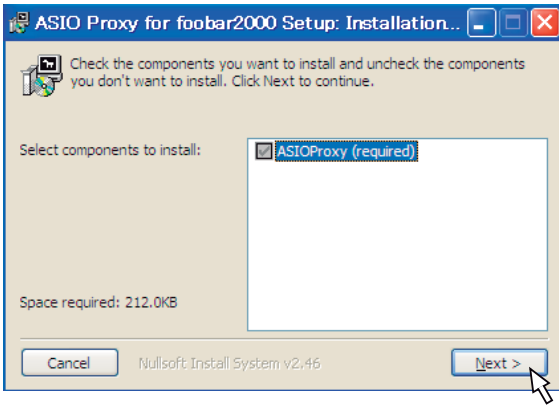 ASIO Proxy for foobar2000 Setup: Installation...
Check the components you want to install and uncheck the components
you don't want to install. Click Next to continue.
Select components to install:
ASIOProxy (required)
Space required: 212.0KB
Cancel
Nullsoft Install System v2.46
Next >